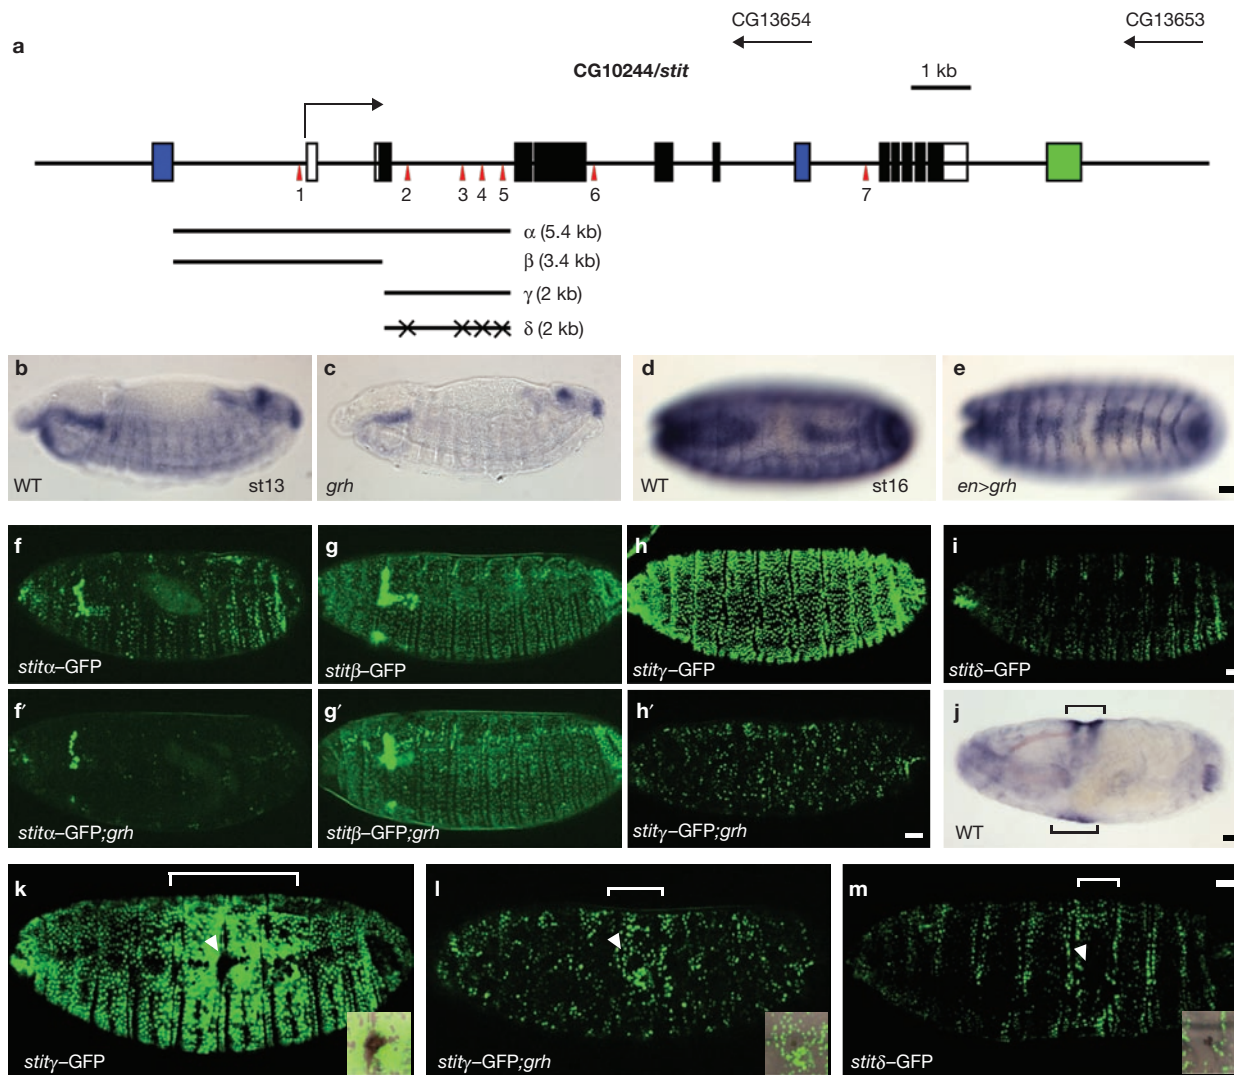 a
CG13654
CG13653
CG10244/stit
1 kb
1
2
3
4
5
6
7
α (5.4 kb)
β (3.4 kb)
γ (2 kb)
δ (2 kb)
b
WT
st13
c
grh
d
WT
st16
e
en>grh
f
stitα–GFP
g
stitβ–GFP
h
stitγ–GFP
i
stitδ–GFP
f′
stitα–GFP;grh
g′
stitβ–GFP;grh
h′
stitγ–GFP;grh
j
WT
k
stitγ–GFP
l
stitγ–GFP;grh
m
stitδ–GFP